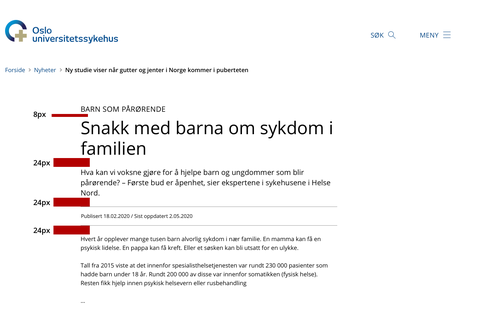 Oslo
universitetssykehus
SØK
MENY
Forside > Nyheter > Ny studie viser når gutter og jenter i Norge kommer i puberteten
BARN SOM PÅRØRENDE
8px
Snakk med barna om sykdom i
familien
24px
Hva kan vi voksne gjøre for å hjelpe barn og ungdommer som blir
pårørende? – Første bud er åpenhet, sier ekspertene i sykehusene i Helse
Nord.
24px
Publisert 18.02.2020 / Sist oppdatert 2.05.2020
24px
Hvert år opplever mange tusen barn alvorlig sykdom i nær familie. En mamma kan få en
psykisk lidelse. En pappa kan få kreft. Eller et søsken kan bli utsatt for en ulykke.
Tall fra 2015 viste at det innenfor spesialisthelsetjenesten var rundt 230 000 pasienter som
hadde barn under 18 år. Rundt 200 000 av disse var innenfor somatikken (fysisk helse).
Resten fikk hjelp innen psykisk helsevern eller rusbehandling
...